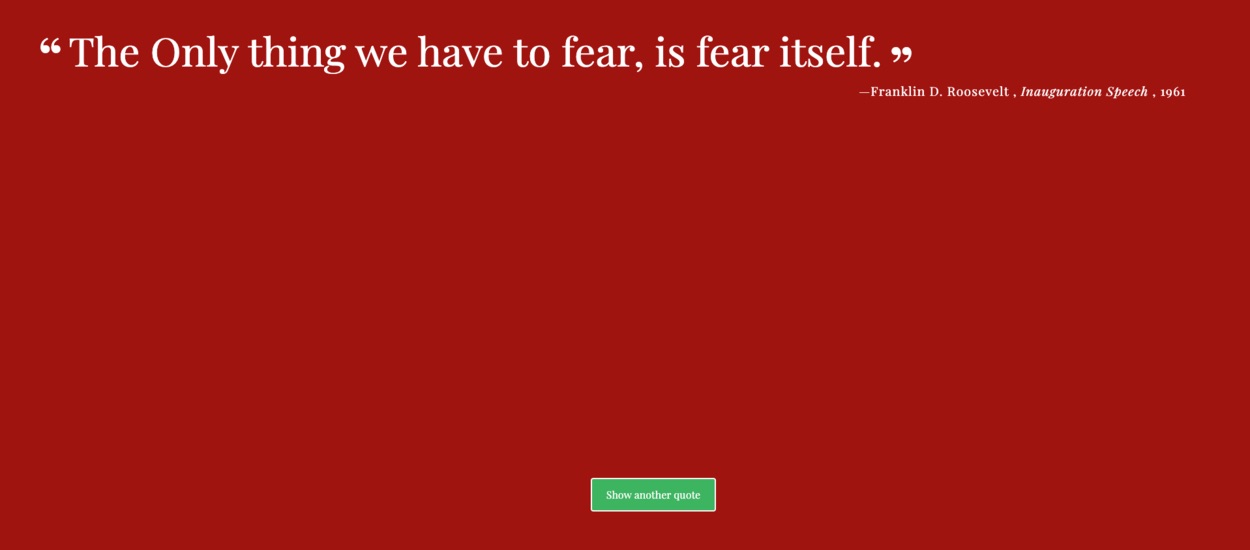 “ The Only thing we have to fear, is fear itself. ”
—Franklin D. Roosevelt , Inauguration Speech , 1961
Show another quote